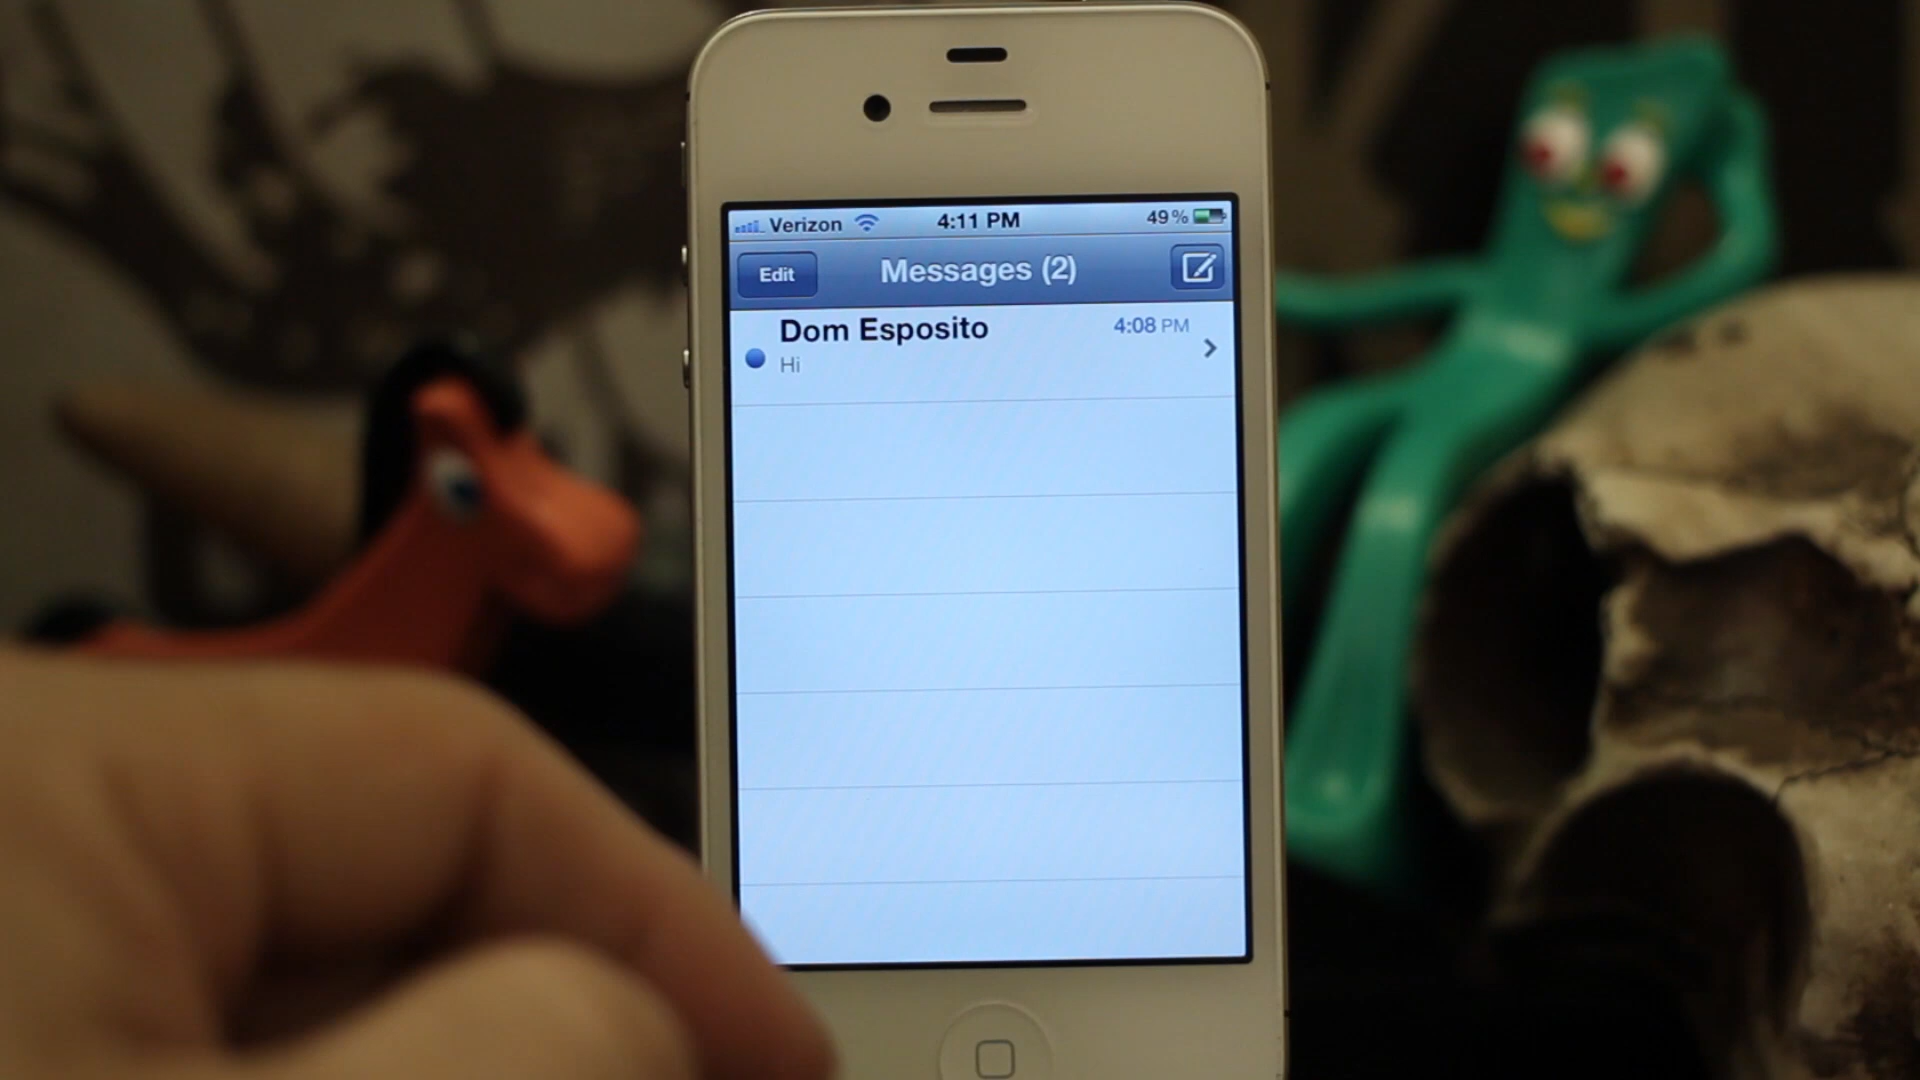 Verizon 4:11 PM 49%
Edit Messages (2)
Dom Esposito 4:08 PM
Hi